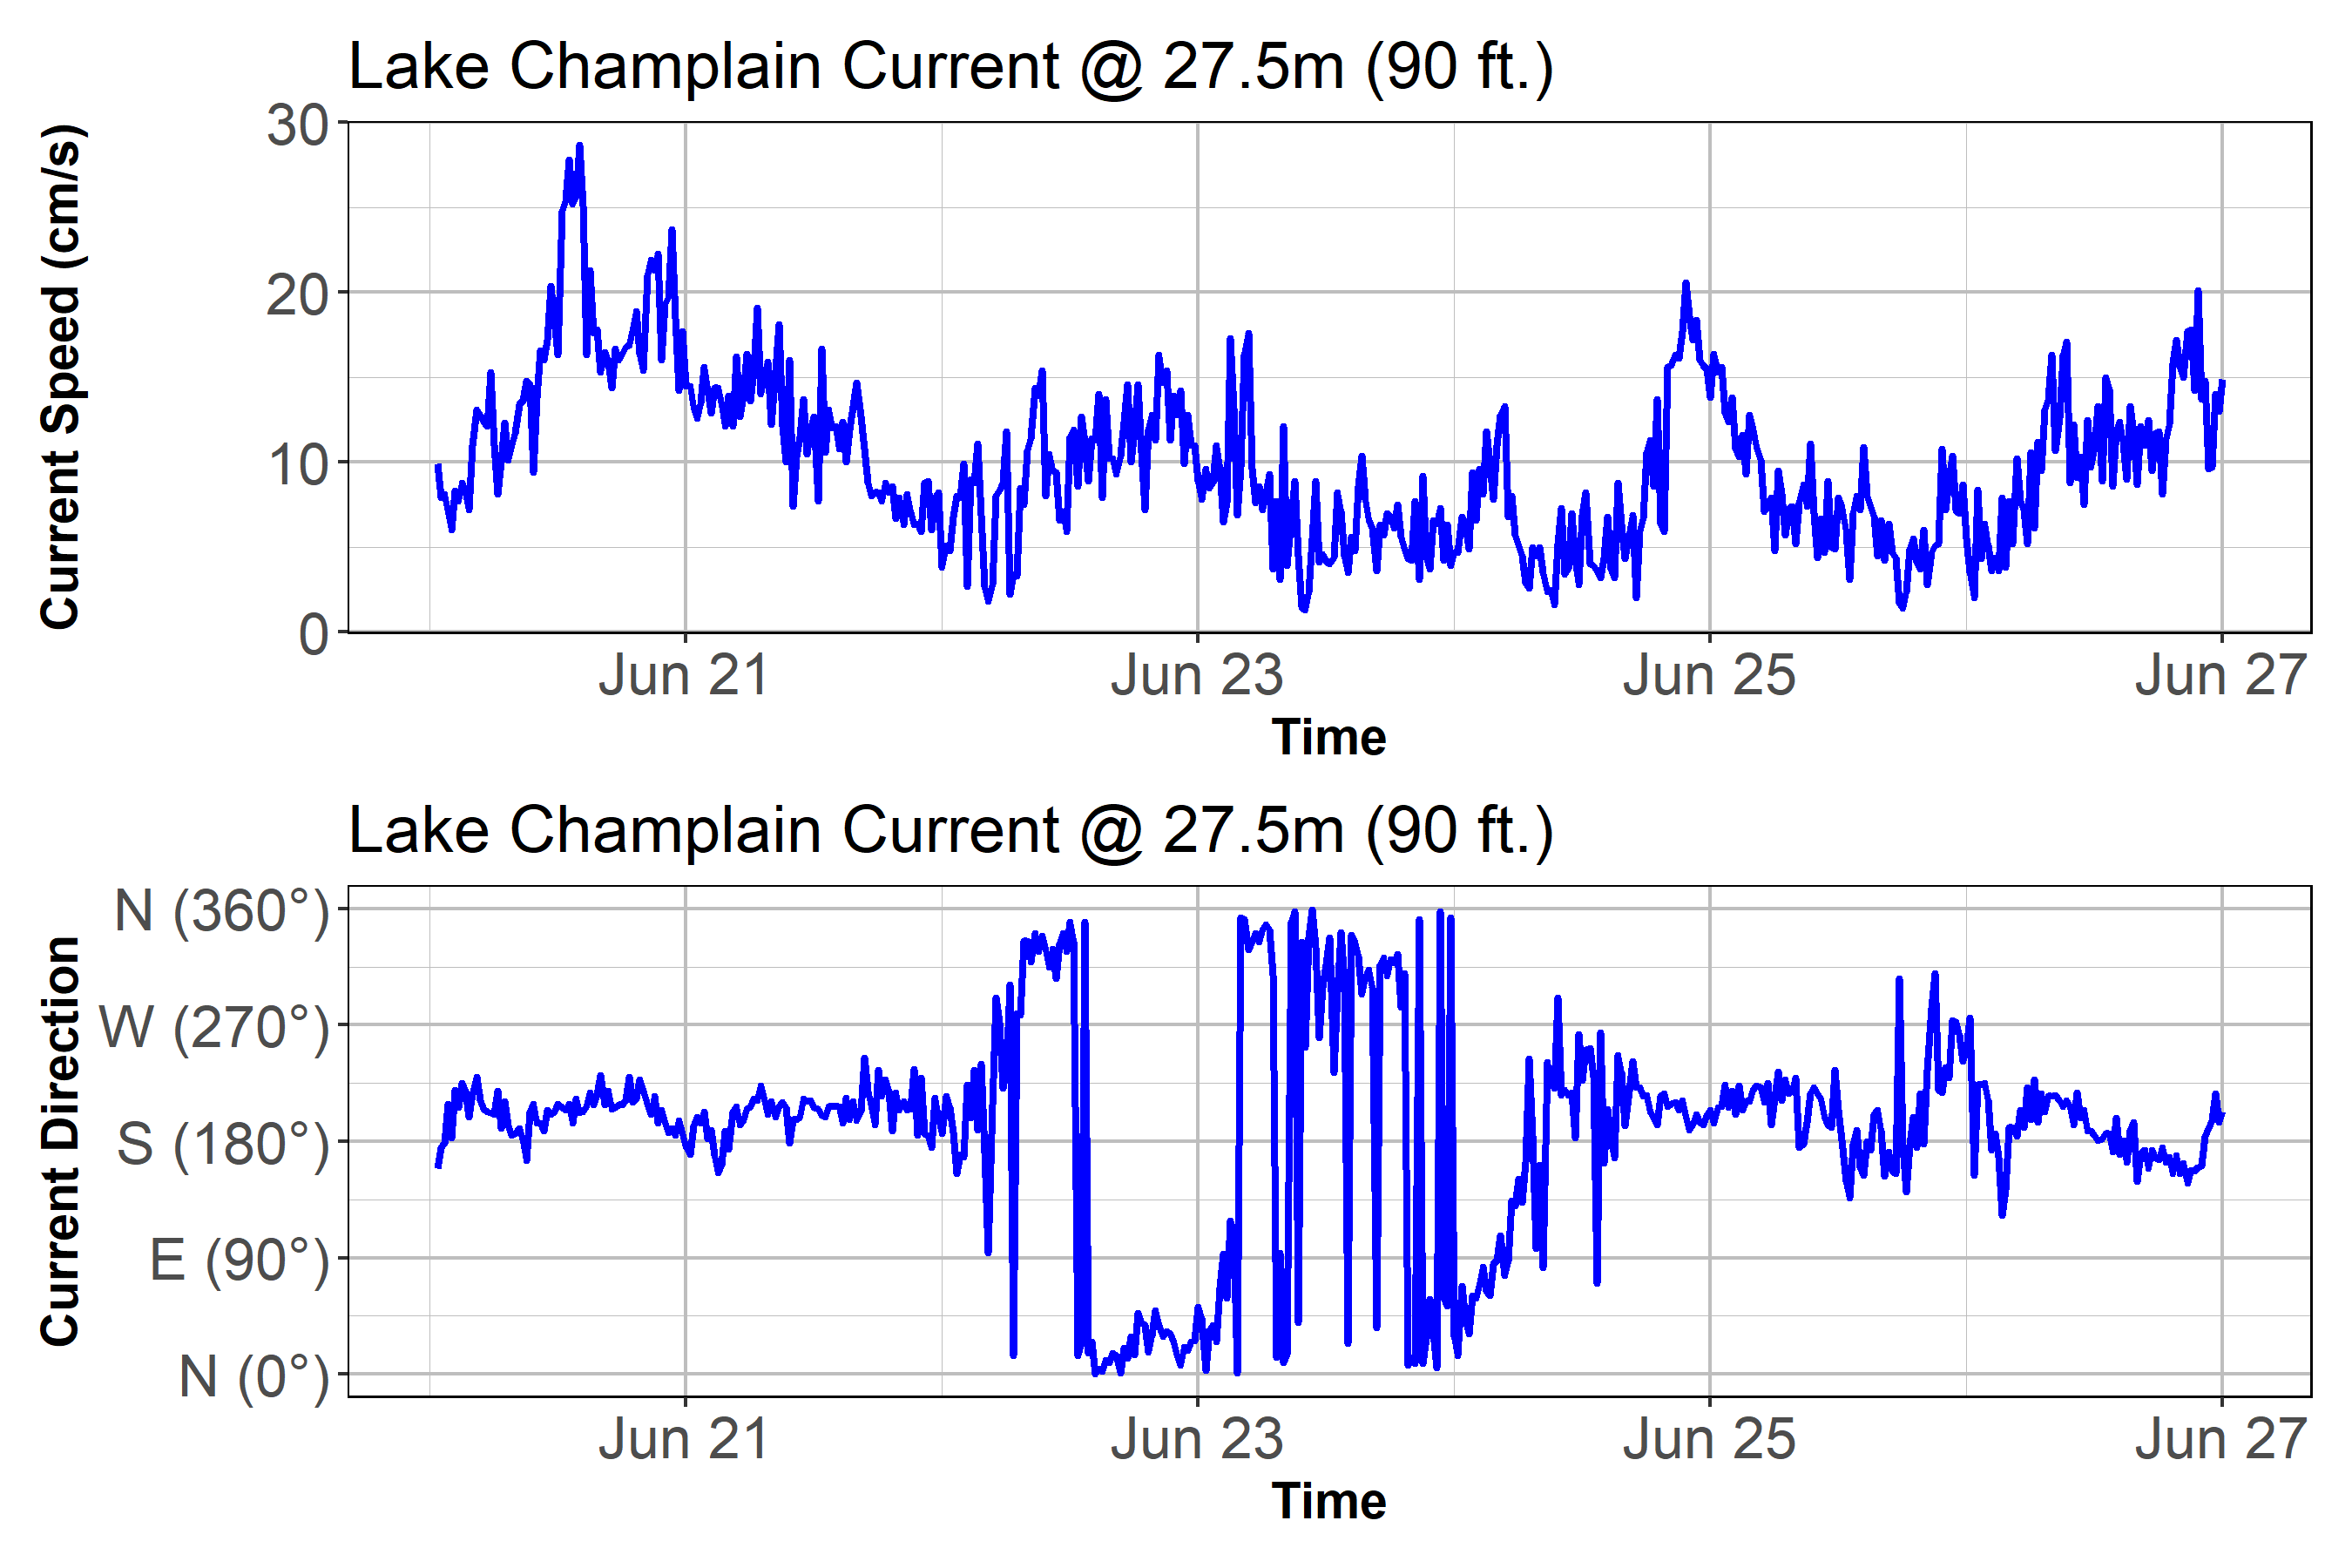 Lake Champlain Current @ 27.5m (90 ft.)
Current Speed (cm/s)
30
20
10
0
Jun 21 Jun 23 Jun 25 Jun 27
Time
Lake Champlain Current @ 27.5m (90 ft.)
Current Direction
N (360°)
W (270°)
S (180°)
E (90°)
N (0°)
Jun 21 Jun 23 Jun 25 Jun 27
Time